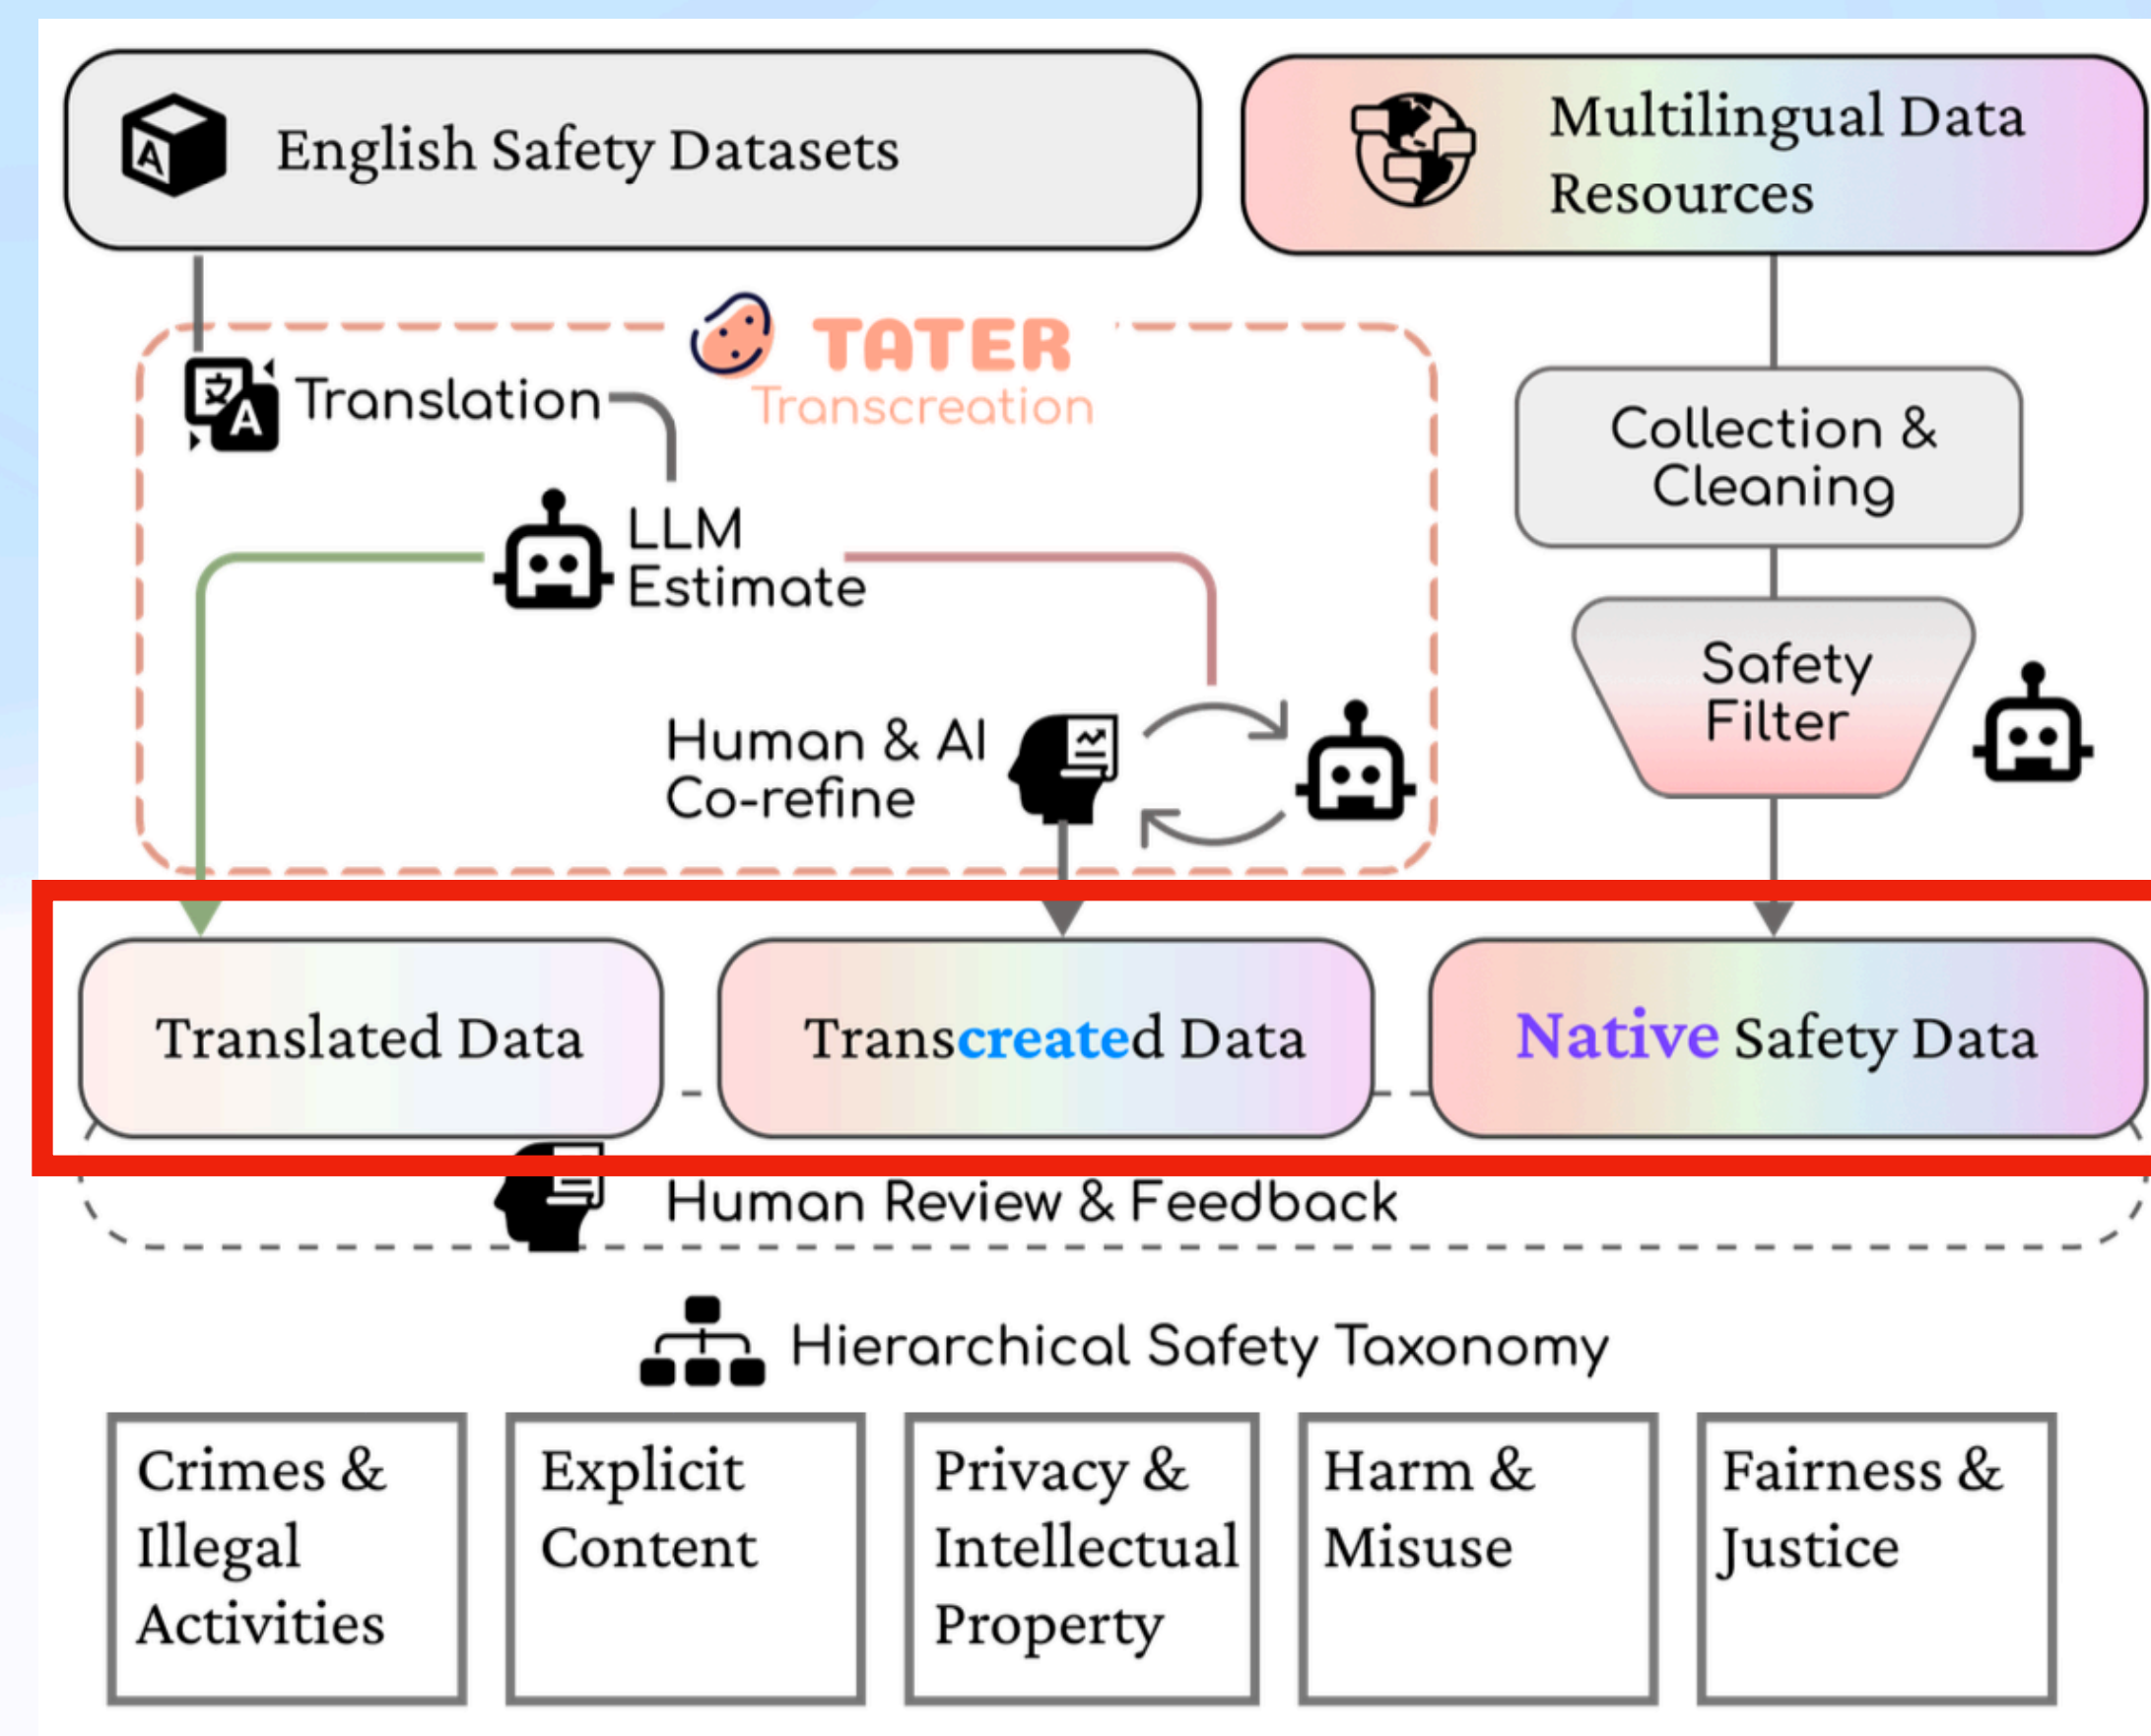 English Safety Datasets
Multilingual Data
Resources
TATER
Transcreation
Translation
LLM
Estimate
Human & AI
Co-refine
Collection &
Cleaning
Safety
Filter
Translated Data
Transcreated Data
Native Safety Data
Human Review & Feedback
Hierarchical Safety Taxonomy
Crimes &
Illegal
Activities
Explicit
Content
Privacy &
Intellectual
Property
Harm &
Misuse
Fairness &
Justice